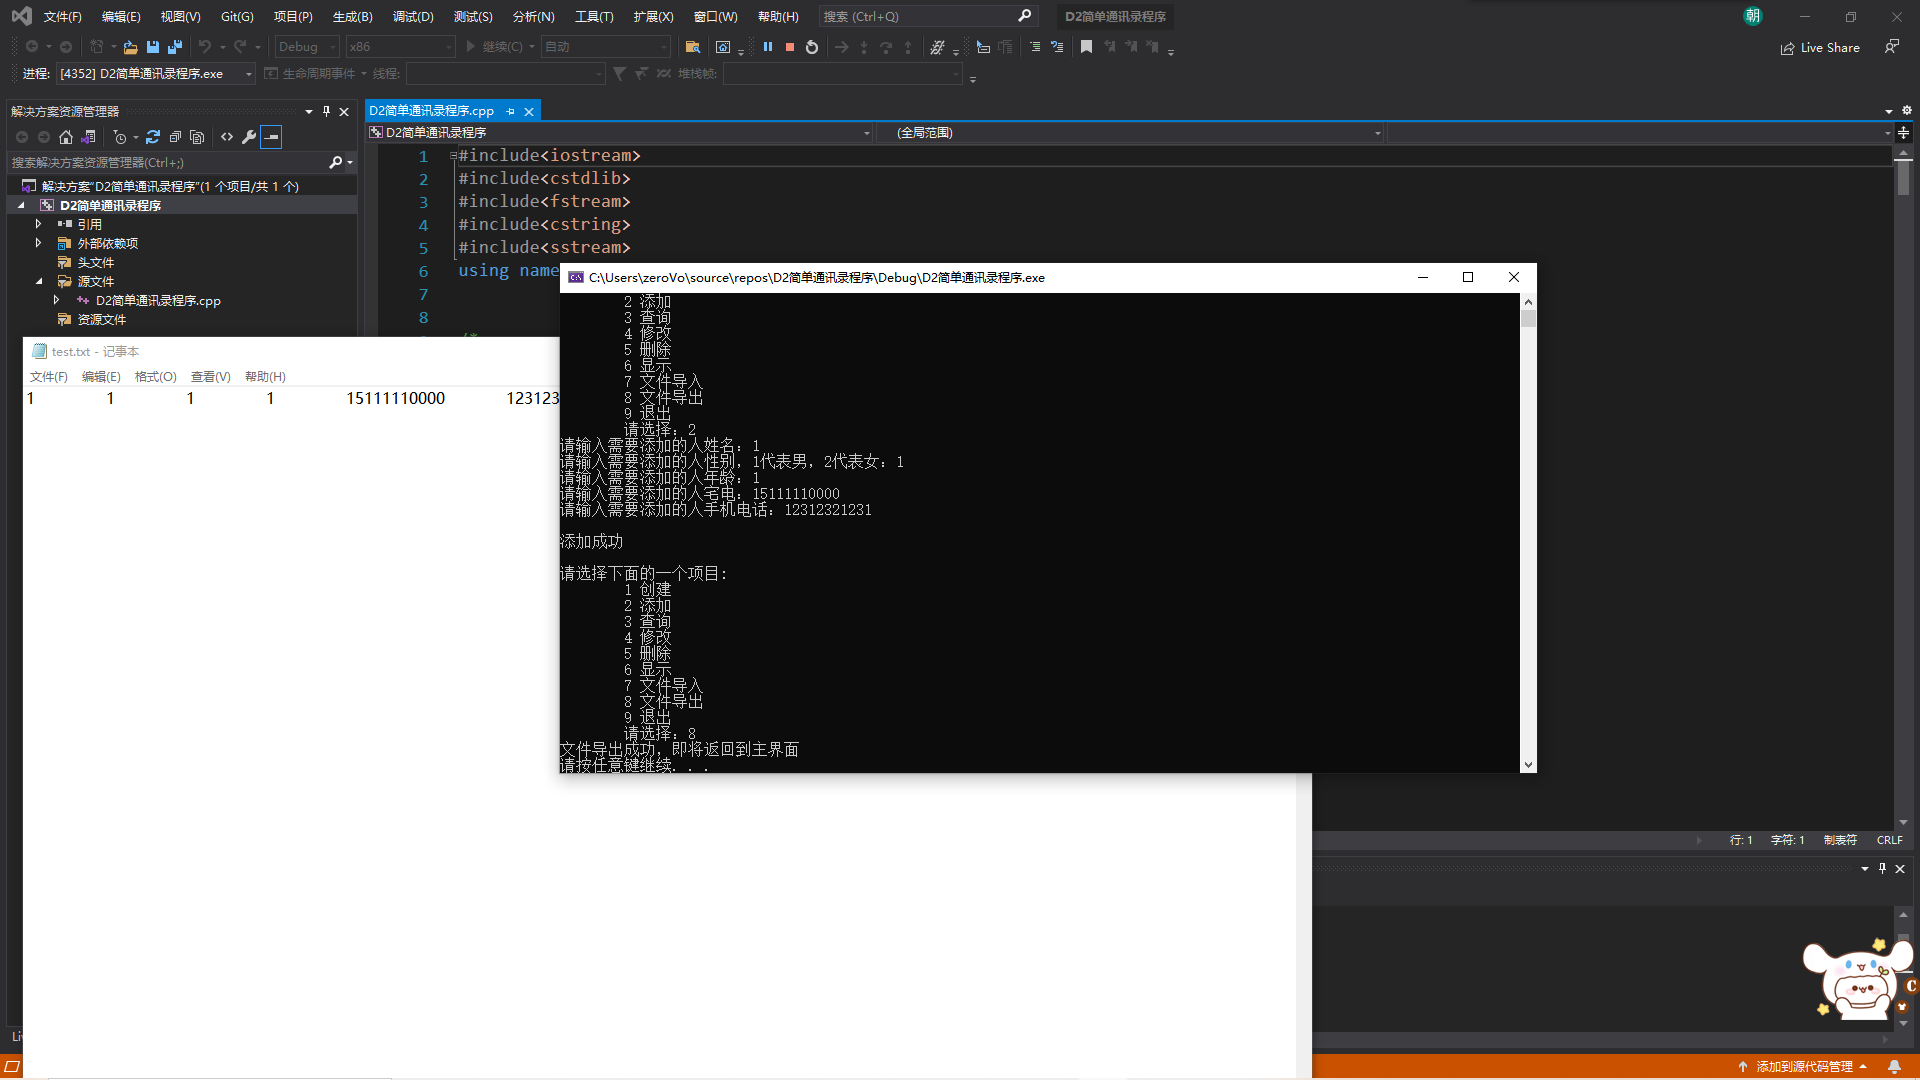 文件(F) 编辑(E) 视图(V) Git(G) 项目(P) 生成(B) 调试(D) 测试(S) 分析(N) 工具(T) 扩展(X) 窗口(W) 帮助(H) 搜索 (Ctrl+Q) D2简单通讯录程序 朝
Debug x86 继续(C) 自动 Live Share
进程: [4352] D2简单通讯录程序.exe 生命周期事件 线程: 堆栈帧:
解决方案资源管理器
搜索解决方案资源管理器(Ctrl+;)
解决方案"D2简单通讯录程序"(1 个项目/共 1 个)
D2简单通讯录程序
引用
外部依赖项
头文件
源文件
D2简单通讯录程序.cpp
资源文件
D2简单通讯录程序.cpp
D2简单通讯录程序 (全局范围)
1 #include<iostream>
2 #include<cstdlib>
3 #include<fstream>
4 #include<cstring>
5 #include<sstream>
6 using name
7
8
test.txt - 记事本
文件(F) 编辑(E) 格式(O) 查看(V) 帮助(H)
1 1 1 1 15111110000 123123
C:\Users\zeroVo\source\repos\D2简单通讯录程序\Debug\D2简单通讯录程序.exe
2 添加
3 查询
4 修改
5 删除
6 显示
7 文件导入
8 文件导出
9 退出
请选择：2
请输入需要添加的人姓名：1
请输入需要添加的人性别，1代表男，2代表女：1
请输入需要添加的人年龄：1
请输入需要添加的人宅电：15111110000
请输入需要添加的人手机电话：12312321231
添加成功
请选择下面的一个项目:
1 创建
2 添加
3 查询
4 修改
5 删除
6 显示
7 文件导入
8 文件导出
9 退出
请选择：8
文件导出成功，即将返回到主界面
请按任意键继续. . .
行: 1 字符: 1 制表符 CRLF
C
添加到源代码管理